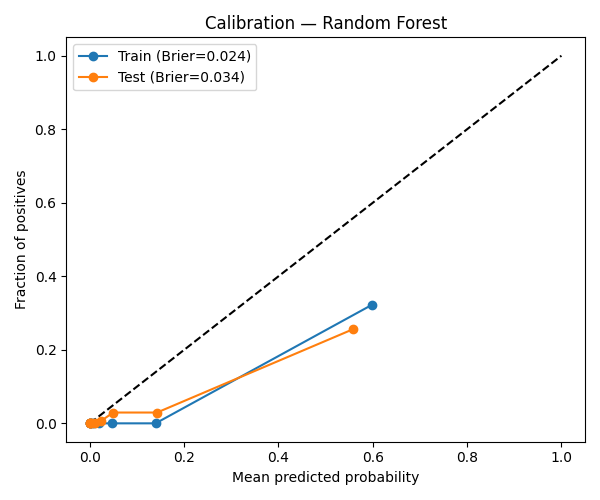 Calibration — Random Forest
Train (Brier=0.024)
Test (Brier=0.034)
Fraction of positives
1.0
0.8
0.6
0.4
0.2
0.0
0.0 0.2 0.4 0.6 0.8 1.0
Mean predicted probability